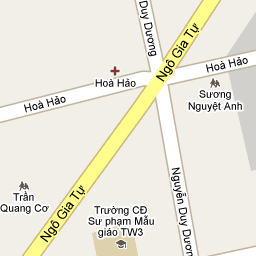 Duy Dương
Ngô Gia Tự
Hoà Hảo
Hoà Hảo
Hoà Hảo
Sương
Nguyệt Anh
Trần
Quang Cơ
Ngô Gia Tự
Trường CĐ
Sư phạm Mẫu
giáo TW3
Nguyễn Duy Dương